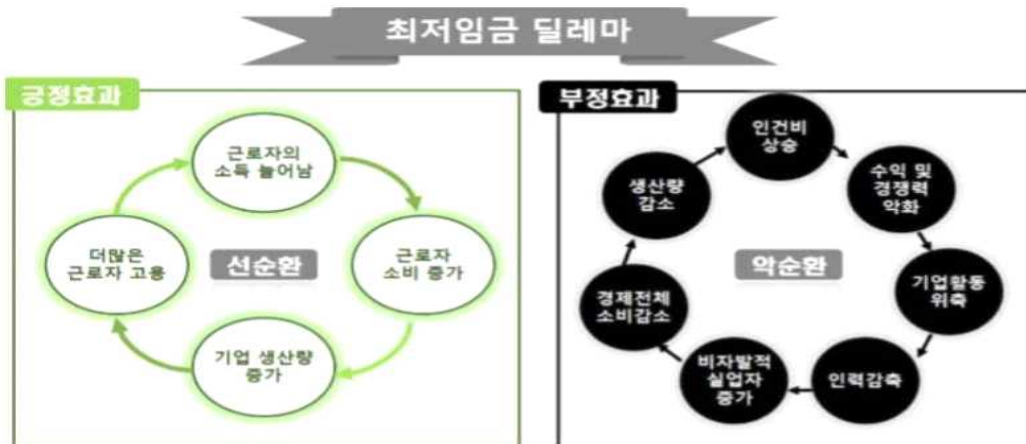 최저임금 딜레마
긍정효과
근로자의
소득 늘어남
근로자
소비 증가
기업 생산량
증가
더많은
근로자 고용
선순환
부정효과
인건비
상승
수익 및
경쟁력
악화
기업활동
위축
인력감축
비자발적
실업자
증가
경제전체
소비감소
생산량
감소
악순환